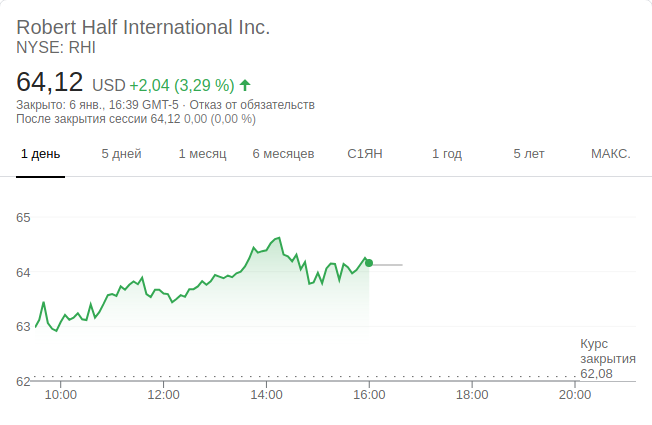 Robert Half International Inc.
NYSE: RHI
64,12 USD +2,04 (3,29 %)
Закрыто: 6 янв., 16:39 GMT-5 · Отказ от обязательств
После закрытия сессии 64,12 0,00 (0,00 %)
1 день 5 дней 1 месяц 6 месяцев С1ЯН 1 год 5 лет МАКС.
65
64
63
Курс
закрытия
62,08
62
10:00 12:00 14:00 16:00 18:00 20:00